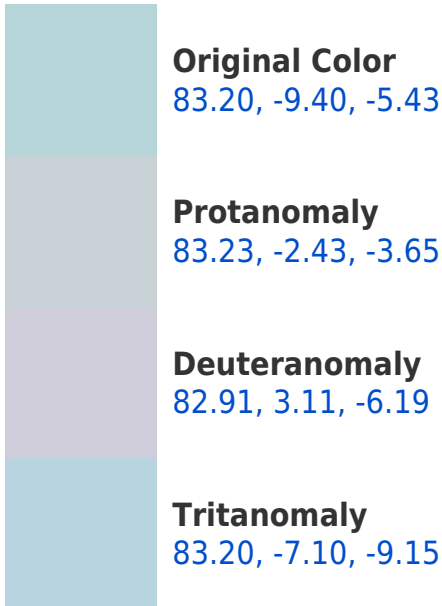 Original Color
83.20, -9.40, -5.43
Protanomaly
83.23, -2.43, -3.65
Deuteranomaly
82.91, 3.11, -6.19
Tritanomaly
83.20, -7.10, -9.15